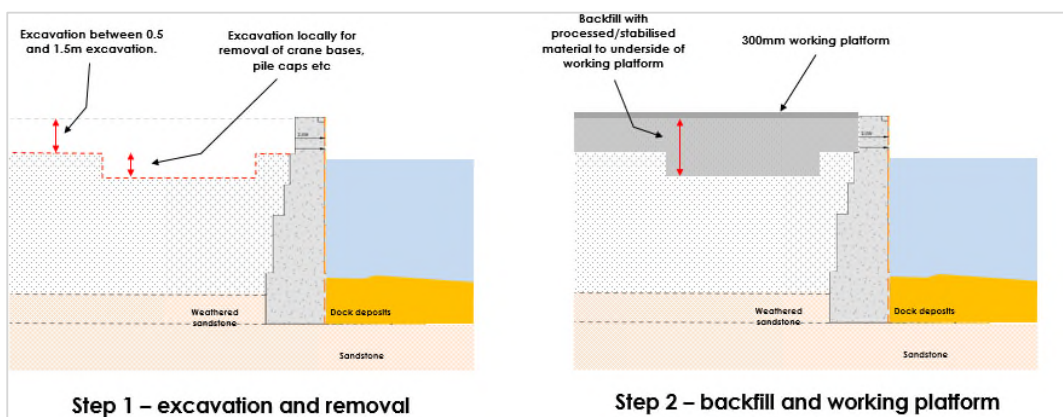 Excavation between 0.5
and 1.5m excavation.
Excavation locally for
removal of crane bases,
pile caps etc
Weathered
sandstone
Dock deposits
Sandstone
Step 1 – excavation and removal
Backfill with
processed/stabilised
material to underside of
working platform
300mm working platform
Weathered
sandstone
Dock deposits
Sandstone
Step 2 – backfill and working platform